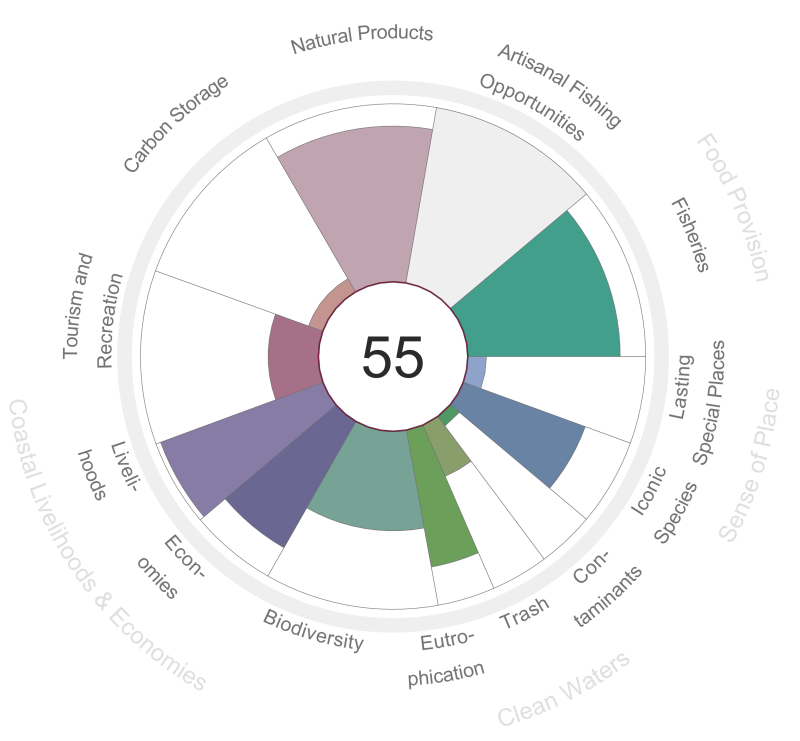 Natural Products
Artisanal Fishing
Opportunities
Carbon Storage
Food Provision
Fisheries
Tourism and
Recreation
55
Lasting
Special Places
Sense of Place
Iconic
Species
Coastal Livelihoods & Economies
Liveli-
hoods
Econ-
omies
Con-
taminants
Trash
Biodiversity
Eutro-
phication
Clean Waters